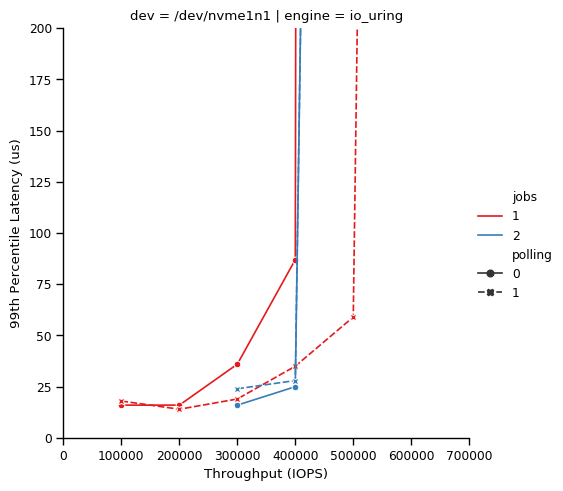 dev = /dev/nvme1n1 | engine = io_uring
200
175
150
125
100
75
50
25
0
99th Percentile Latency (us)
0 100000 200000 300000 400000 500000 600000 700000
Throughput (IOPS)
jobs
1
2
polling
0
1